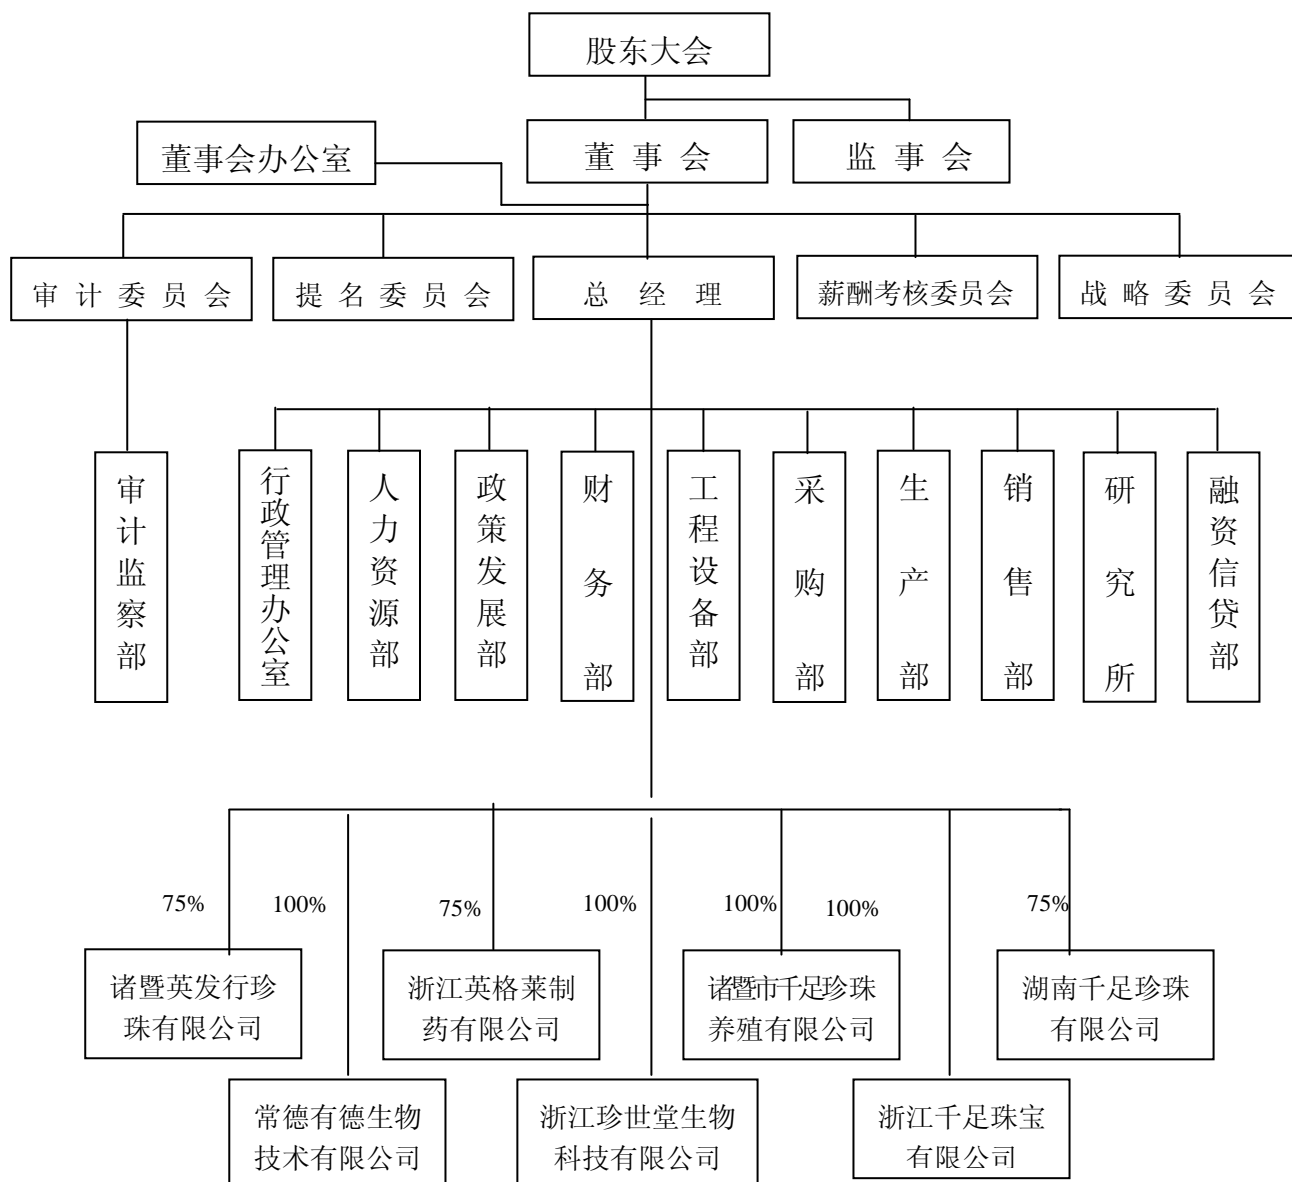 股东大会
董事会办公室
董 事 会
监 事 会
审 计 委 员 会
提 名 委 员 会
总 经 理
薪酬考核委员会
战 略 委 员 会
审计监察部
行政管理办公室
人力资源部
政策发展部
财务部
工程设备部
采购部
生产部
销售部
研究所
融资信贷部
75%
100%
75%
100%
100%
100%
75%
诸暨英发行珍
珠有限公司
浙江英格莱制
药有限公司
诸暨市千足珍珠
养殖有限公司
湖南千足珍珠
有限公司
常德有德生物
技术有限公司
浙江珍世堂生物
科技有限公司
浙江千足珠宝
有限公司